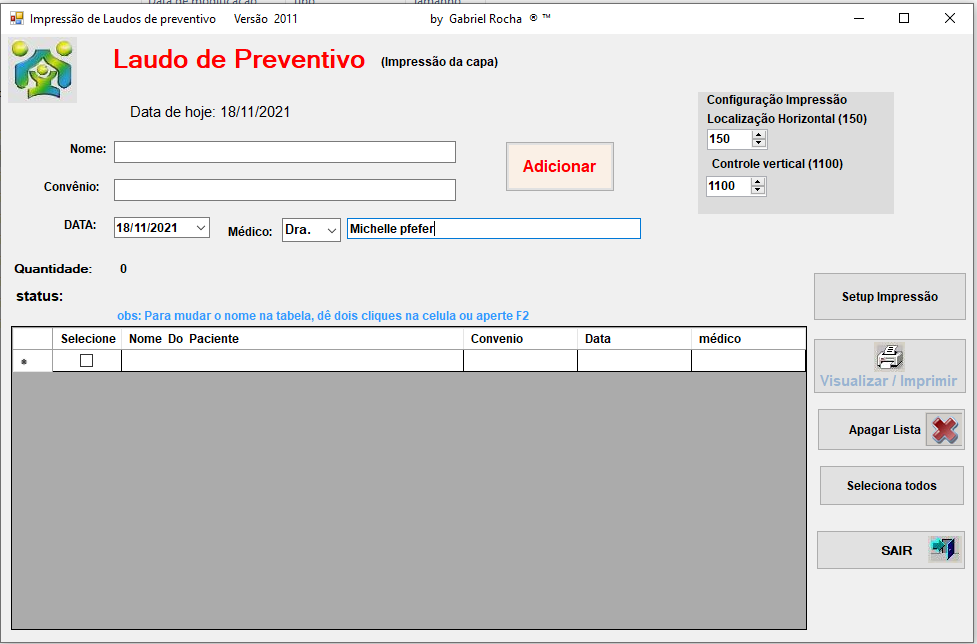 Impressão de Laudos de preventivo Versão 2011 by Gabriel Rocha ® ™
Laudo de Preventivo (Impressão da capa)
Data de hoje: 18/11/2021
Configuração Impressão
Localização Horizontal (150)
150
Controle vertical (1100)
1100
Nome:
Adicionar
Convênio:
DATA: 18/11/2021 Médico: Dra. Michelle pfefer
Quantidade: 0
status:
obs: Para mudar o nome na tabela, dê dois cliques na celula ou aperte F2
Selecione Nome Do Paciente Convenio Data médico
*
Setup Impressão
Visualizar / Imprimir
Apagar Lista
Seleciona todos
SAIR